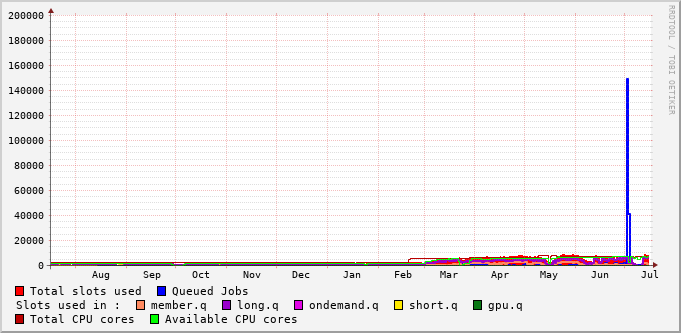 RRDTOOL / TOBI OETIKER
200000
180000
160000
140000
120000
100000
80000
60000
40000
20000
0
Aug Sep Oct Nov Dec Jan Feb Mar Apr May Jun Jul
Total slots used Queued Jobs
Slots used in : member.q long.q ondemand.q short.q gpu.q
Total CPU cores Available CPU cores